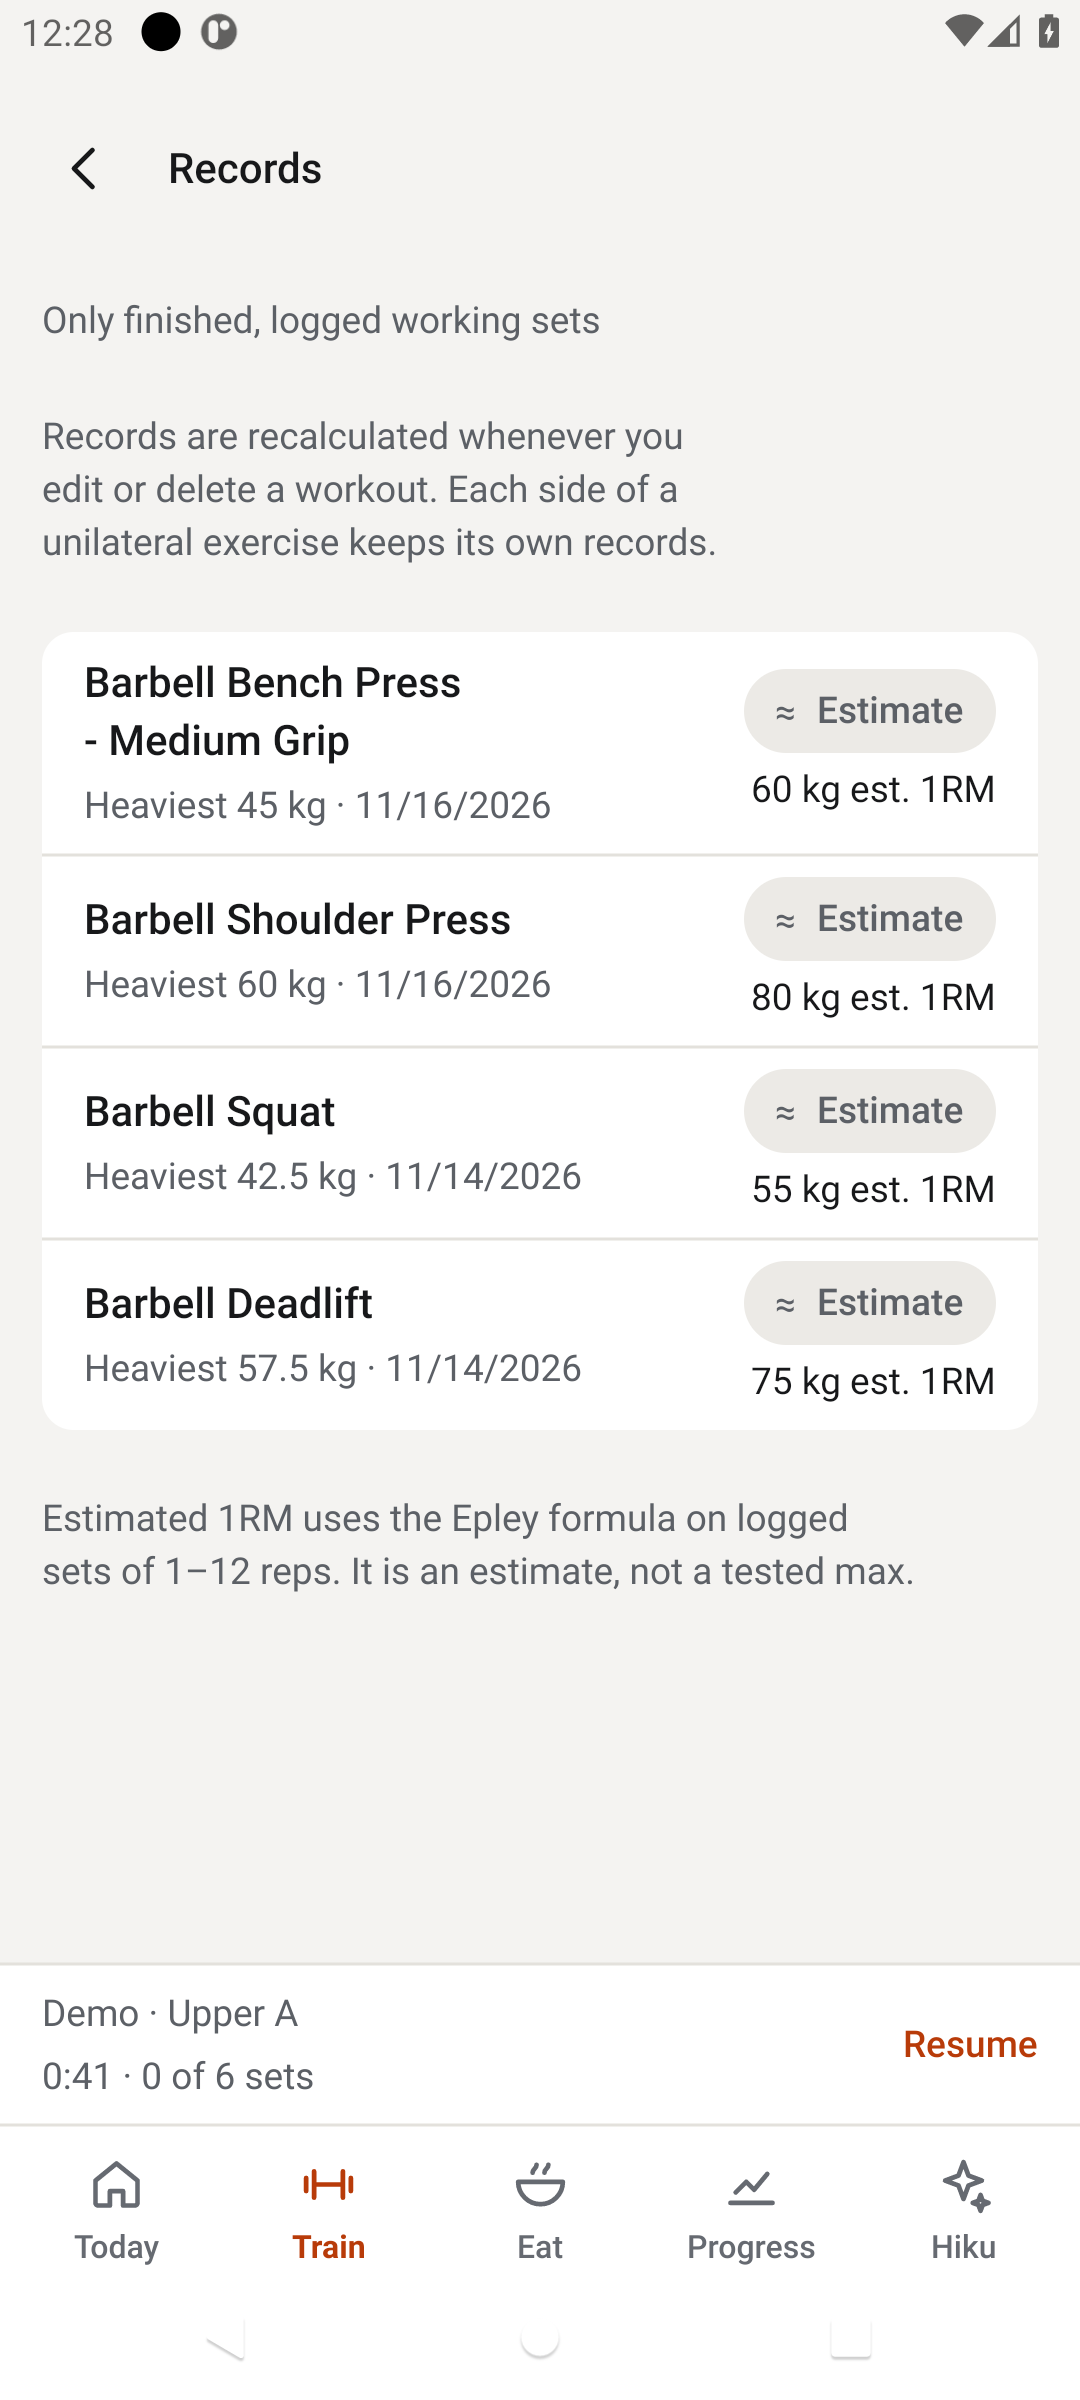 12:28
Records
Only finished, logged working sets
Records are recalculated whenever you
edit or delete a workout. Each side of a
unilateral exercise keeps its own records.
Barbell Bench Press
- Medium Grip
Heaviest 45 kg · 11/16/2026
≈ Estimate
60 kg est. 1RM
Barbell Shoulder Press
Heaviest 60 kg · 11/16/2026
≈ Estimate
80 kg est. 1RM
Barbell Squat
Heaviest 42.5 kg · 11/14/2026
≈ Estimate
55 kg est. 1RM
Barbell Deadlift
Heaviest 57.5 kg · 11/14/2026
≈ Estimate
75 kg est. 1RM
Estimated 1RM uses the Epley formula on logged
sets of 1–12 reps. It is an estimate, not a tested max.
Demo · Upper A
0:41 · 0 of 6 sets
Resume
Today
Train
Eat
Progress
Hiku